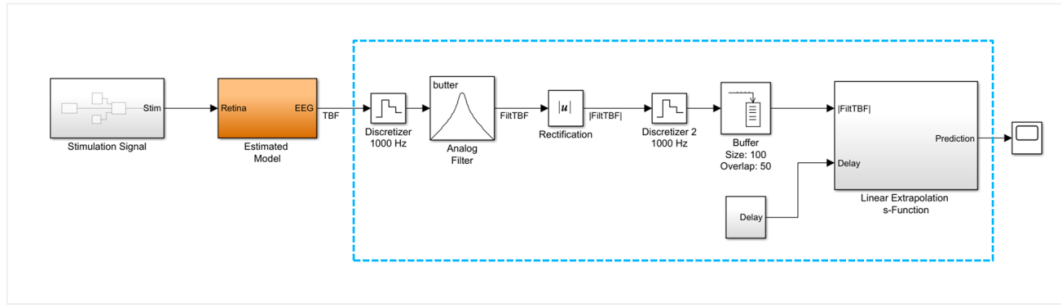 Stim
Stimulation Signal
Retina
EEG
Estimated
Model
TBF
Discretizer
1000 Hz
butter
Analog
Filter
FiltTBF
|u|
Rectification
|FiltTBF|
Discretizer 2
1000 Hz
Buffer
Size: 100
Overlap: 50
|FiltTBF|
Prediction
Delay
Linear Extrapolation
s-Function
Delay